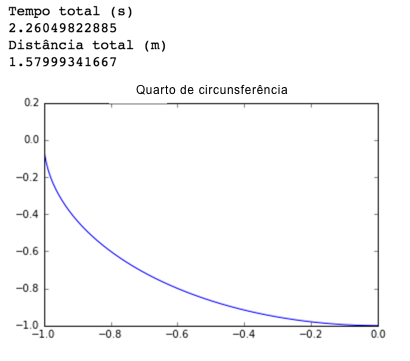 Tempo total (s)
2.26049822885
Distância total (m)
1.57999341667
Quarto de circunsferência
0.2
0.0
−0.2
−0.4
−0.6
−0.8
−1.0
−1.0 −0.8 −0.6 −0.4 −0.2 0.0